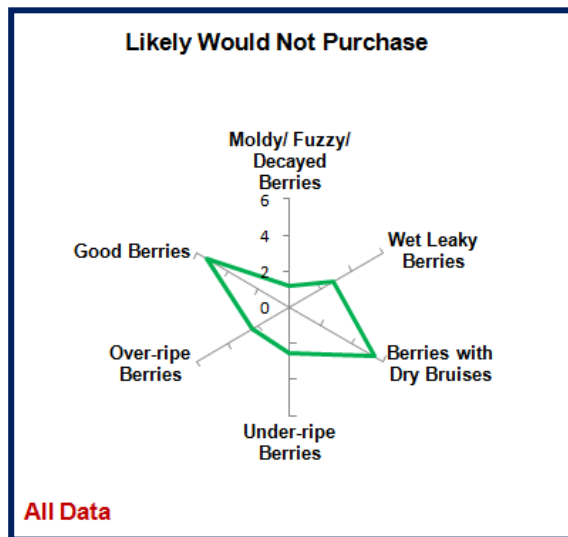 Likely Would Not Purchase
Moldy/ Fuzzy/
Decayed
Berries
6
4
2
0
Wet Leaky
Berries
Good Berries
Over-ripe
Berries
Berries with
Dry Bruises
Under-ripe
Berries
All Data